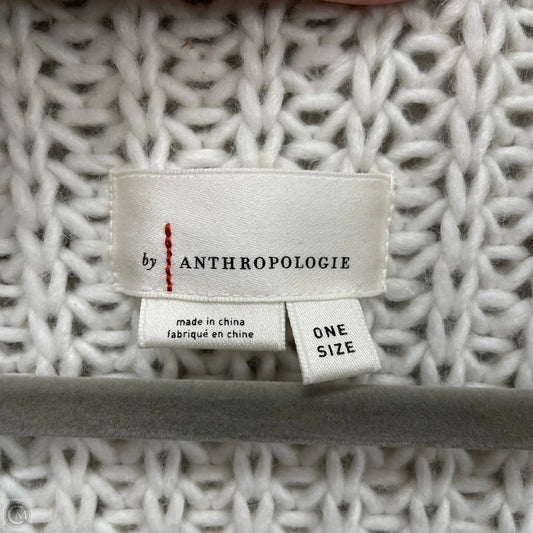 by ANTHROPOLOGIE
made in china
fabriqué en chine
ONE
SIZE